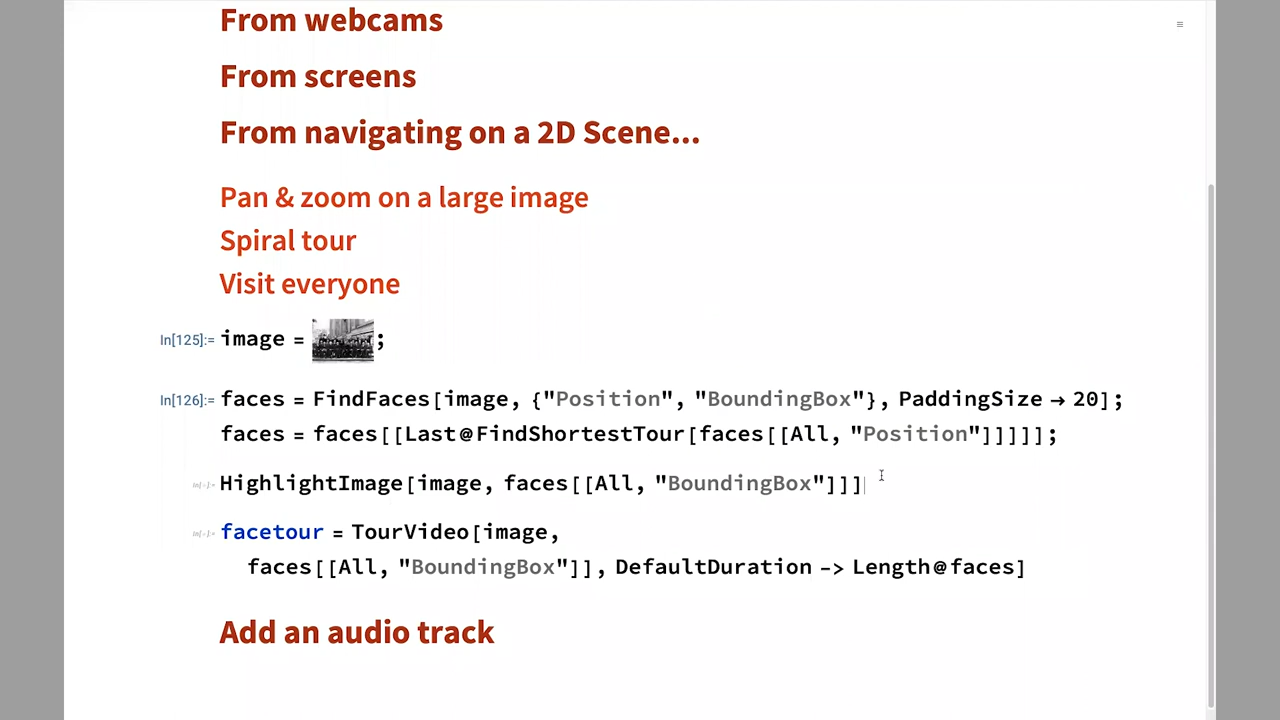 From webcams
From screens
From navigating on a 2D Scene...
Pan & zoom on a large image
Spiral tour
Visit everyone
In[125]:= image = ;
In[126]:= faces = FindFaces[image, {"Position", "BoundingBox"}, PaddingSize → 20];
faces = faces[[Last@FindShortestTour[faces[[All, "Position"]]]]];
In[∘]:= HighlightImage[image, faces[[All, "BoundingBox"]]]
In[∘]:= facetour = TourVideo[image,
faces[[All, "BoundingBox"]], DefaultDuration -> Length@faces]
Add an audio track